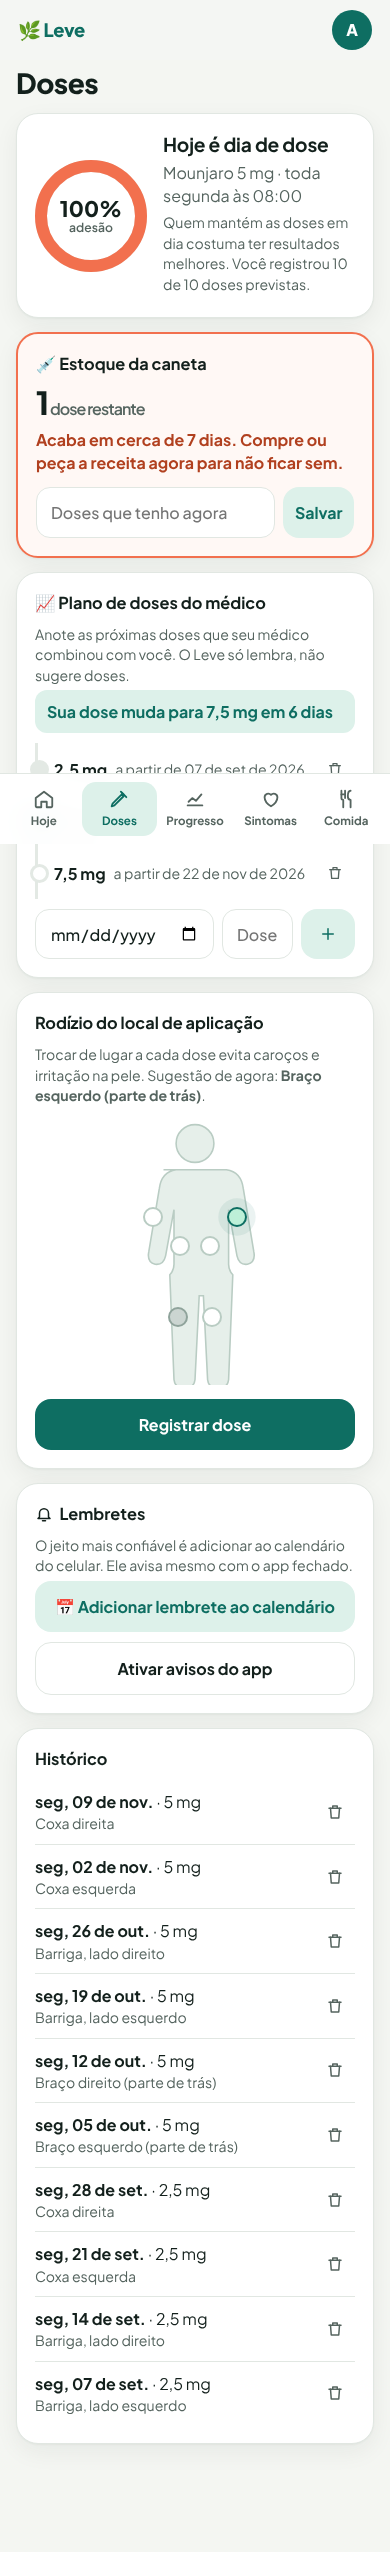 🌿 Leve
A
Doses
100%
adesão
Hoje é dia de dose
Mounjaro 5 mg · toda
segunda às 08:00
Quem mantém as doses em
dia costuma ter resultados
melhores. Você registrou 10
de 10 doses previstas.
💉 Estoque da caneta
1 dose restante
Acaba em cerca de 7 dias. Compre ou
peça a receita agora para não ficar sem.
Doses que tenho agora
Salvar
📈 Plano de doses do médico
Anote as próximas doses que seu médico
combinou com você. O Leve só lembra, não
sugere doses.
Sua dose muda para 7,5 mg em 6 dias
2,5 mg a partir de 07 de set de 2026
Hoje
Doses
Progresso
Sintomas
Comida
7,5 mg a partir de 22 de nov de 2026
mm/dd/yyyy
Dose
+
Rodízio do local de aplicação
Trocar de lugar a cada dose evita caroços e
irritação na pele. Sugestão de agora: Braço
esquerdo (parte de trás).
Registrar dose
Lembretes
O jeito mais confiável é adicionar ao calendário
do celular. Ele avisa mesmo com o app fechado.
📅 Adicionar lembrete ao calendário
Ativar avisos do app
Histórico
seg, 09 de nov. · 5 mg
Coxa direita
seg, 02 de nov. · 5 mg
Coxa esquerda
seg, 26 de out. · 5 mg
Barriga, lado direito
seg, 19 de out. · 5 mg
Barriga, lado esquerdo
seg, 12 de out. · 5 mg
Braço direito (parte de trás)
seg, 05 de out. · 5 mg
Braço esquerdo (parte de trás)
seg, 28 de set. · 2,5 mg
Coxa direita
seg, 21 de set. · 2,5 mg
Coxa esquerda
seg, 14 de set. · 2,5 mg
Barriga, lado direito
seg, 07 de set. · 2,5 mg
Barriga, lado esquerdo